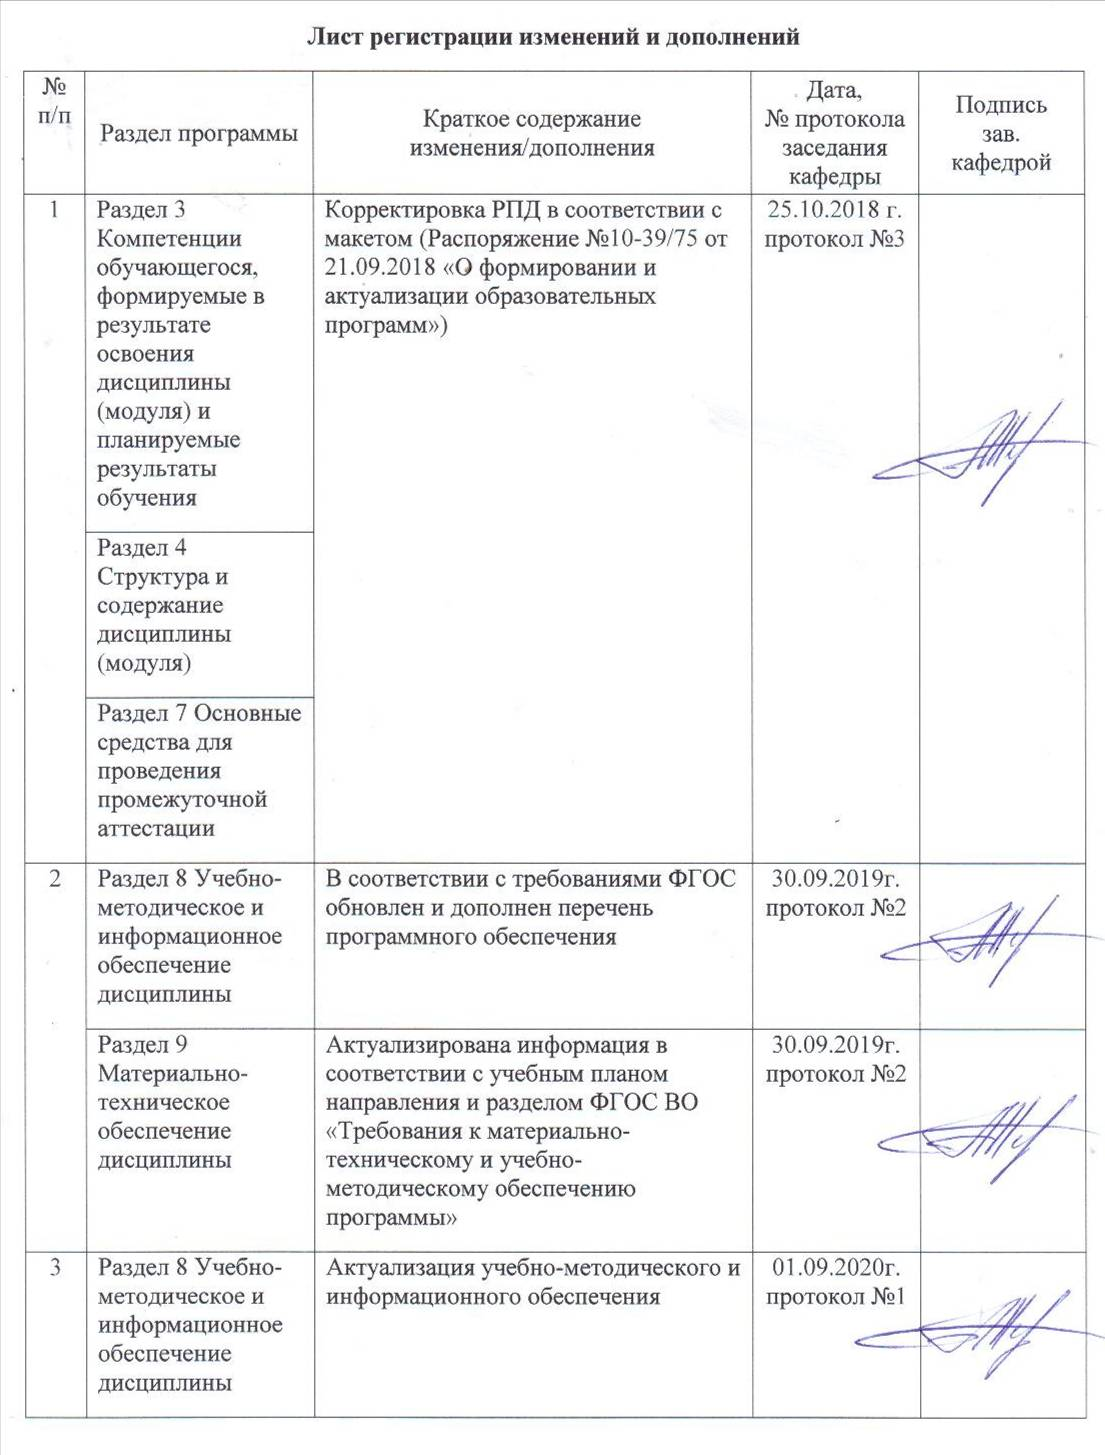 Лист регистрации изменений и дополнений
№
п/п
Раздел программы
Краткое содержание
изменения/дополнения
Дата,
№ протокола
заседания
кафедры
Подпись
зав.
кафедрой
1
Раздел 3
Компетенции
обучающегося,
формируемые в
результате
освоения
дисциплины
(модуля) и
планируемые
результаты
обучения
Раздел 4
Структура и
содержание
дисциплины
(модуля)
Раздел 7 Основные
средства для
проведения
промежуточной
аттестации
Корректировка РПД в соответствии с
макетом (Распоряжение №10-39/75 от
21.09.2018 «О формировании и
актуализации образовательных
программ»)
25.10.2018 г.
протокол №3
2
Раздел 8 Учебно-
методическое и
информационное
обеспечение
дисциплины
В соответствии с требованиями ФГОС
обновлен и дополнен перечень
программного обеспечения
30.09.2019г.
протокол №2
Раздел 9
Материально-
техническое
обеспечение
дисциплины
Актуализирована информация в
соответствии с учебным планом
направления и разделом ФГОС ВО
«Требования к материально-
техническому и учебно-
методическому обеспечению
программы»
30.09.2019г.
протокол №2
3
Раздел 8 Учебно-
методическое и
информационное
обеспечение
дисциплины
Актуализация учебно-методического и
информационного обеспечения
01.09.2020г.
протокол №1